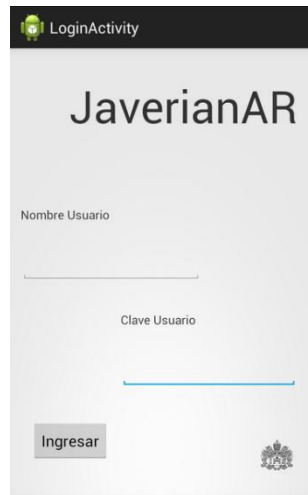 LoginActivity
JaverianAR
Nombre Usuario
Clave Usuario
Ingresar